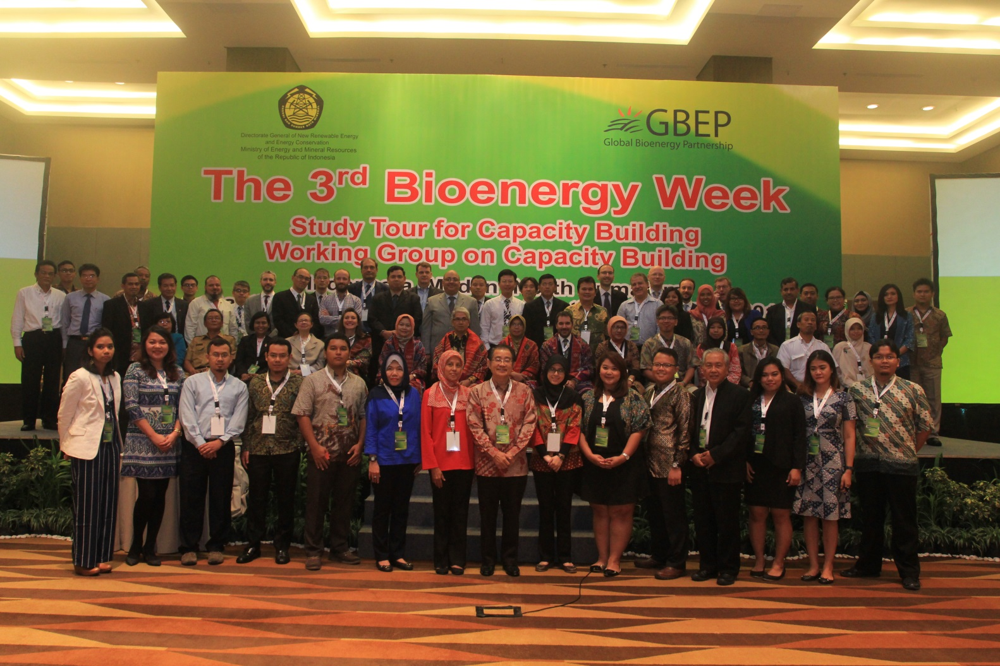 Directorate General of New Renewable Energy
and Energy Conservation
Ministry of Energy and Mineral Resources
of the Republic of Indonesia
GBEP
Global Bioenergy Partnership
The 3rd Bioenergy Week
Study Tour for Capacity Building
Working Group on Capacity Building